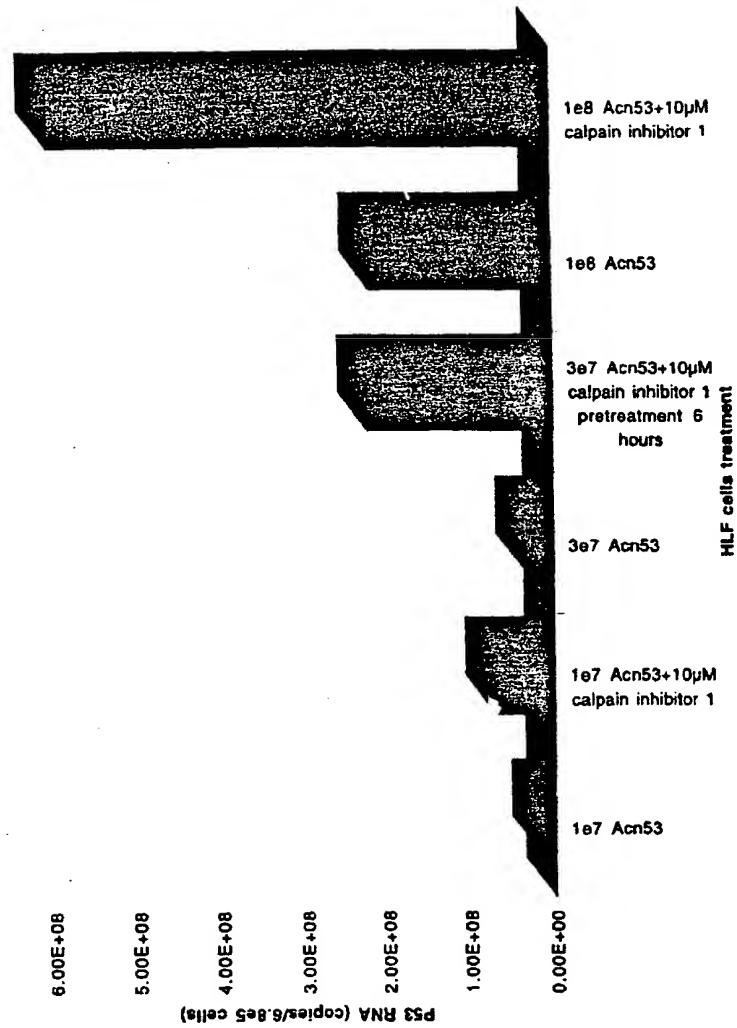 P53 RNA (copies/6.8e5 cells)
6.00E+08
5.00E+08
4.00E+08
3.00E+08
2.00E+08
1.00E+08
0.00E+00
1e7 Acn53
1e7 Acn53+10µM
calpain inhibitor 1
3e7 Acn53
3e7 Acn53+10µM
calpain inhibitor 1
pretreatment 6
hours
1e6 Acn53
1e8 Acn53+10µM
calpain inhibitor 1
HLF cells treatment